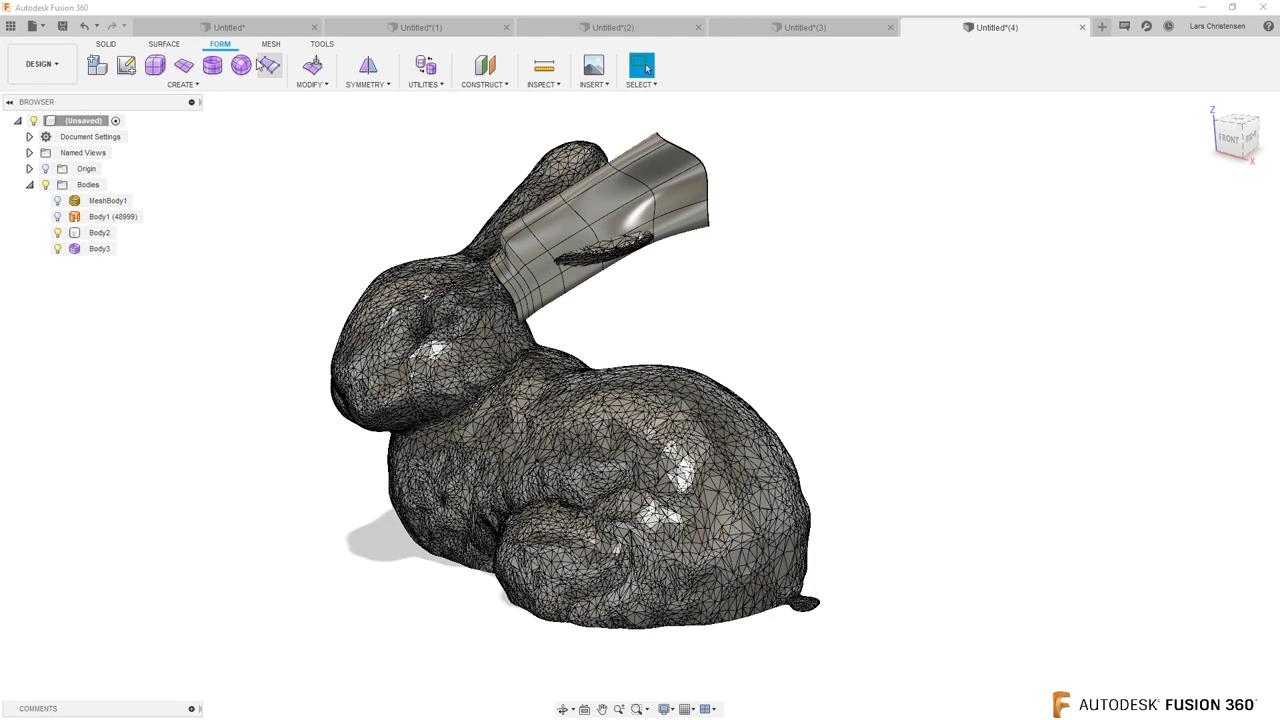 Autodesk Fusion 360
Untitled* Untitled*(1) Untitled*(2) Untitled*(3) Untitled*(4) Lars Christensen
SOLID SURFACE FORM MESH TOOLS
DESIGN
CREATE MODIFY SYMMETRY UTILITIES CONSTRUCT INSPECT INSERT SELECT
BROWSER
(Unsaved)
Document Settings
Named Views
Origin
Bodies
MeshBody1
Body1 (48999)
Body2
Body3
Z
FRONT
X
COMMENTS
AUTODESK® FUSION 360™